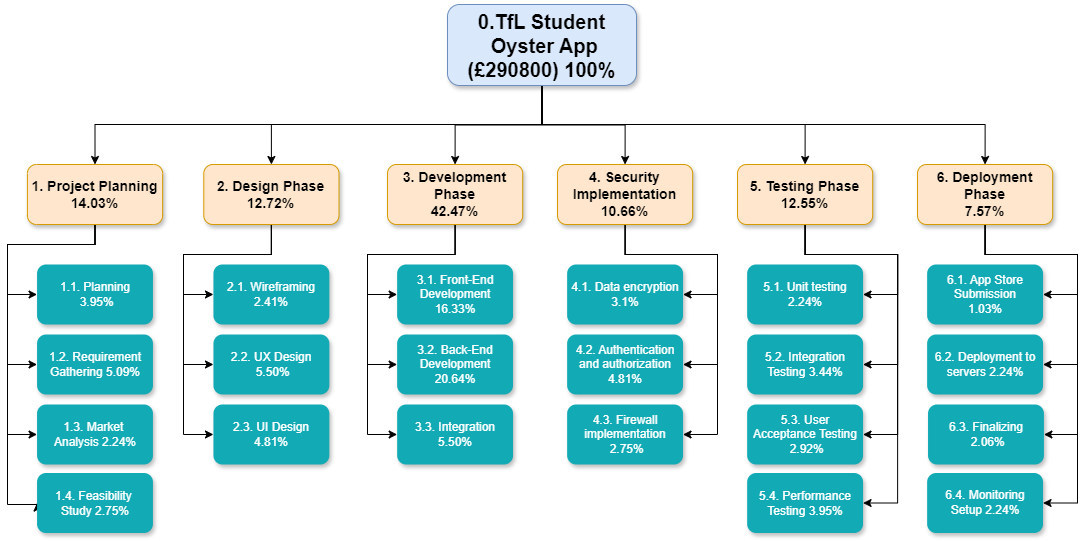 0.TfL Student
Oyster App
(£290800) 100%
1. Project Planning
14.03%
2. Design Phase
12.72%
3. Development
Phase
42.47%
4. Security
Implementation
10.66%
5. Testing Phase
12.55%
6. Deployment
Phase
7.57%
1.1. Planning
3.95%
1.2. Requirement
Gathering 5.09%
1.3. Market
Analysis 2.24%
1.4. Feasibility
Study 2.75%
2.1. Wireframing
2.41%
2.2. UX Design
5.50%
2.3. UI Design
4.81%
3.1. Front-End
Development
16.33%
3.2. Back-End
Development
20.64%
3.3. Integration
5.50%
4.1. Data encryption
3.1%
4.2. Authentication
and authorization
4.81%
4.3. Firewall
implementation
2.75%
5.1. Unit testing
2.24%
5.2. Integration
Testing 3.44%
5.3. User
Acceptance Testing
2.92%
5.4. Performance
Testing 3.95%
6.1. App Store
Submission
1.03%
6.2. Deployment to
servers 2.24%
6.3. Finalizing
2.06%
6.4. Monitoring
Setup 2.24%